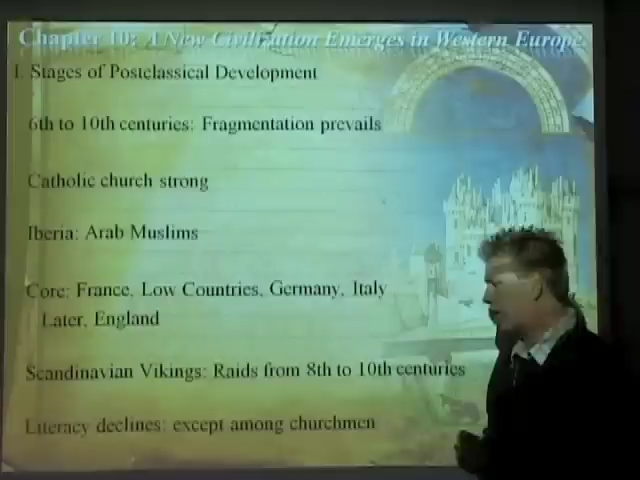 Chapter 10: A New Civilization Emerges in Western Europe
I. Stages of Postclassical Development
6th to 10th centuries: Fragmentation prevails
Catholic church strong
Iberia: Arab Muslims
Core: France, Low Countries, Germany, Italy
Later, England
Scandinavian Vikings: Raids from 8th to 10th centuries
Literacy declines: except among churchmen